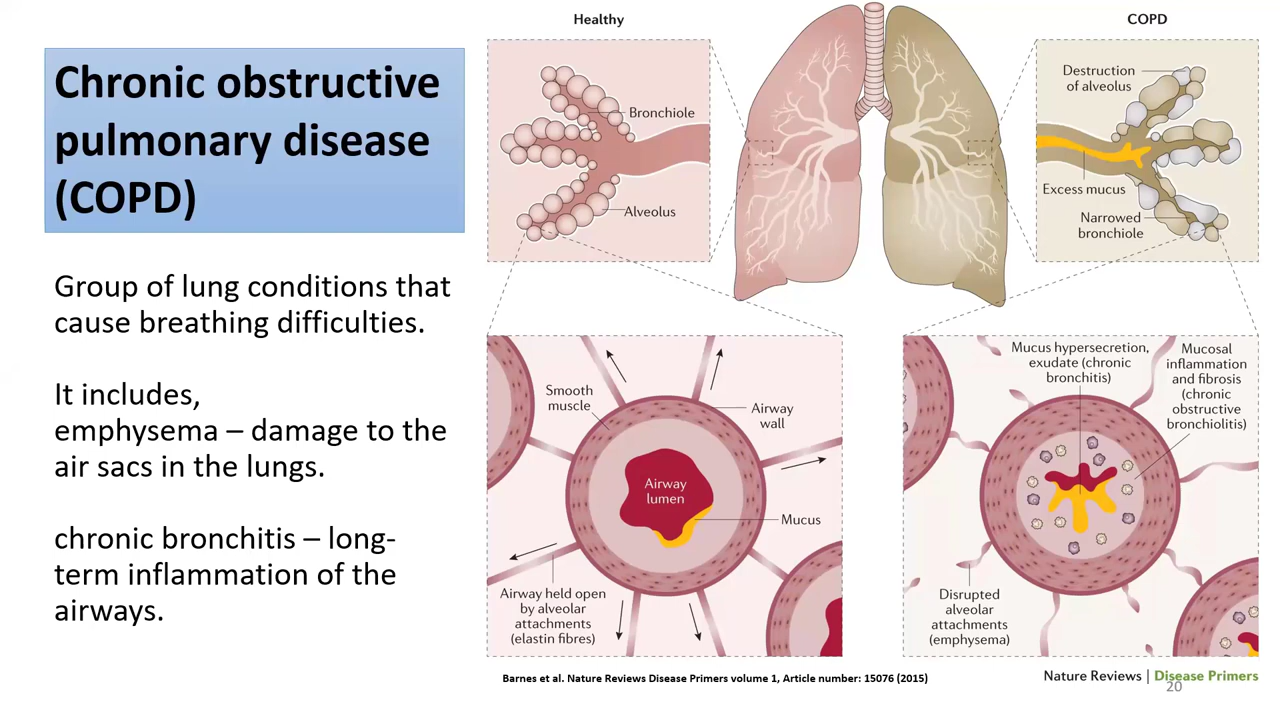 Chronic obstructive
pulmonary disease
(COPD)
Group of lung conditions that
cause breathing difficulties.
It includes,
emphysema – damage to the
air sacs in the lungs.
chronic bronchitis – long-
term inflammation of the
airways.
Healthy
Bronchiole
Alveolus
COPD
Destruction
of alveolus
Excess mucus
Narrowed
bronchiole
Smooth
muscle
Airway
wall
Airway
lumen
Mucus
Airway held open
by alveolar
attachments
(elastin fibres)
Mucus hypersecretion,
exudate (chronic
bronchitis)
Mucosal
inflammation
and fibrosis
(chronic
obstructive
bronchiolitis)
Disrupted
alveolar
attachments
(emphysema)
Barnes et al. Nature Reviews Disease Primers volume 1, Article number: 15076 (2015)
Nature Reviews | Disease Primers
20